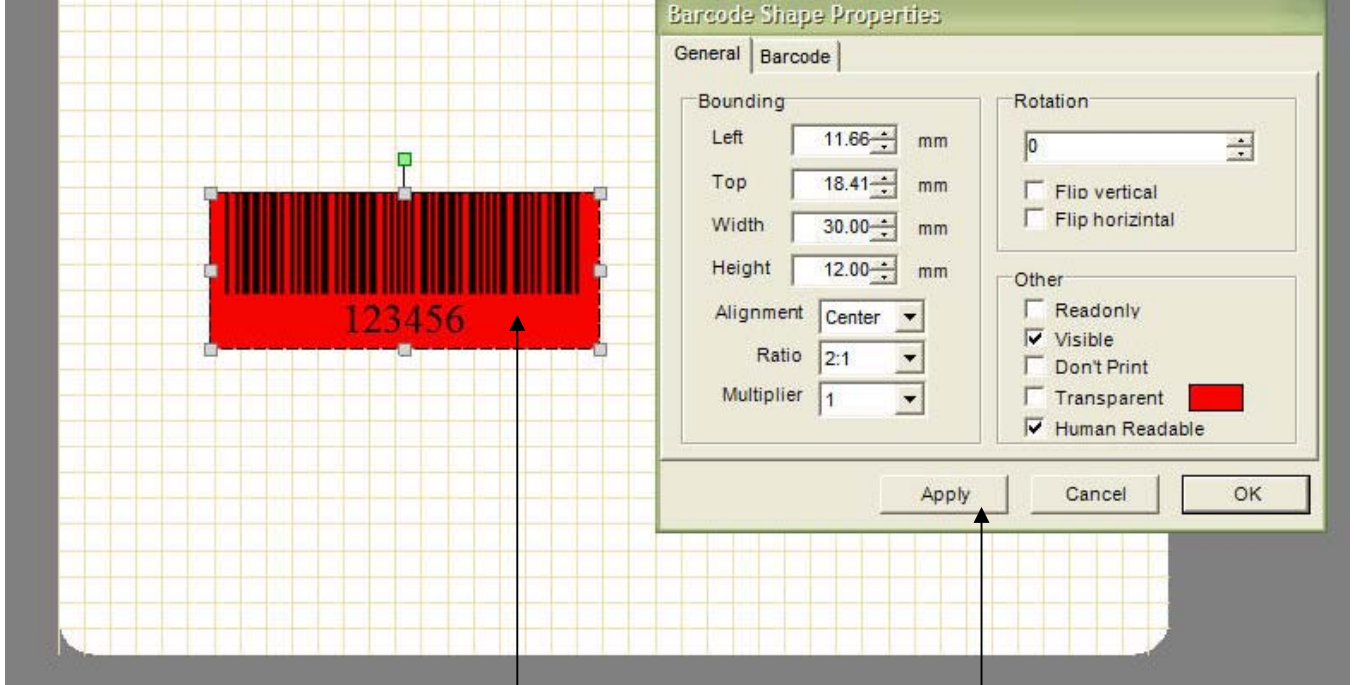 Barcode Shape Properties
General Barcode
Bounding
Left 11.66 mm
Top 18.41 mm
Width 30.00 mm
Height 12.00 mm
Alignment Center
Ratio 2:1
Multiplier 1
Rotation
0
Flip vertical
Flip horizintal
Other
Readonly
Visible
Don't Print
Transparent
Human Readable
Apply Cancel OK
123456